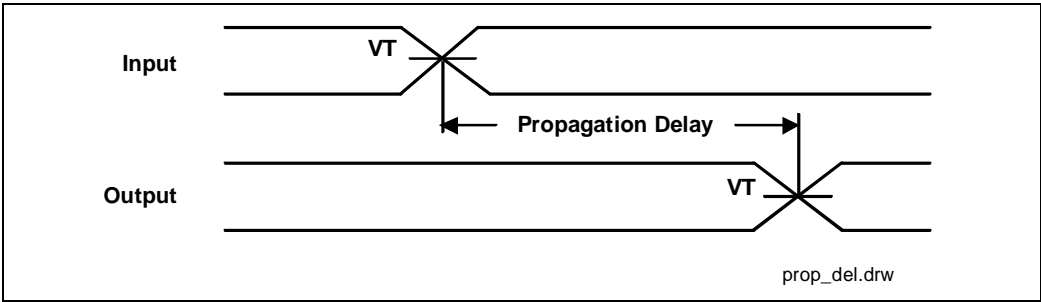 VT
Input
Propagation Delay
VT
Output
prop_del.drw